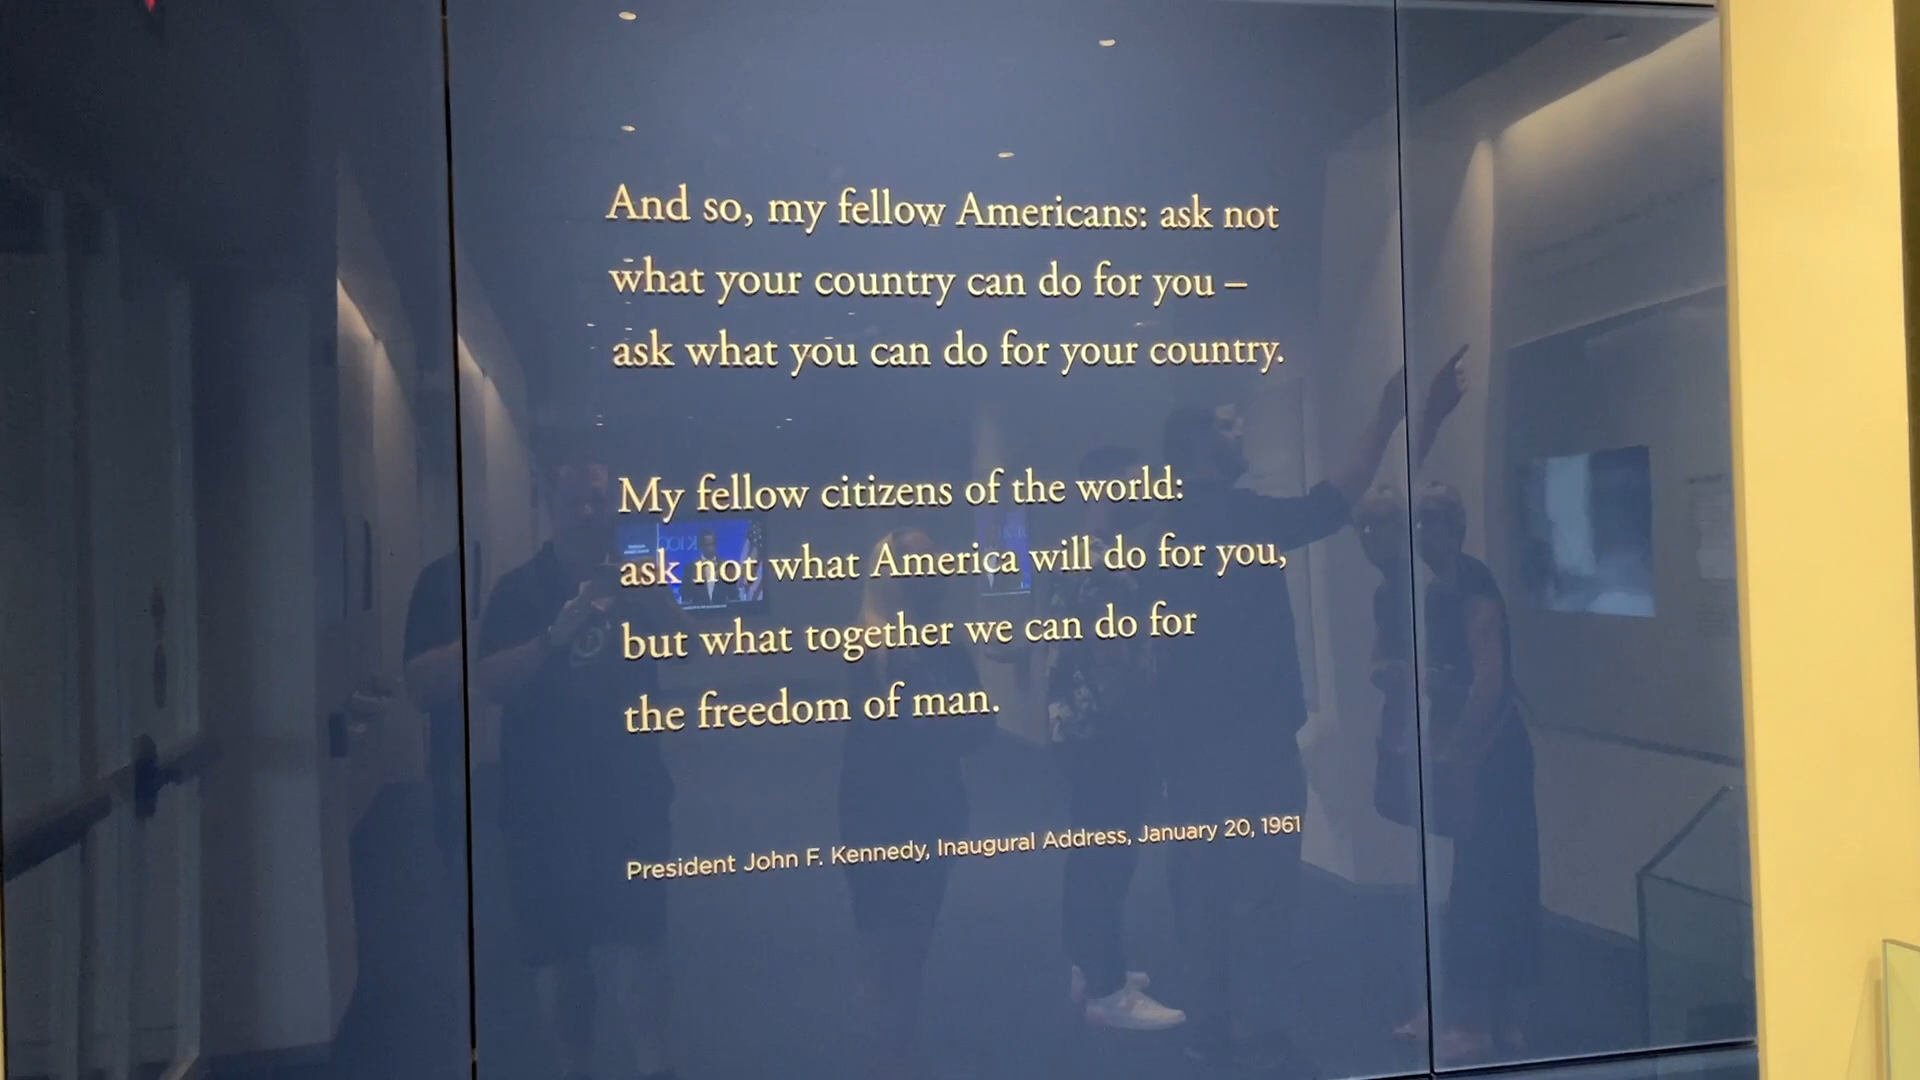 And so, my fellow Americans: ask not
what your country can do for you –
ask what you can do for your country.
My fellow citizens of the world:
ask not what America will do for you,
but what together we can do for
the freedom of man.
President John F. Kennedy, Inaugural Address, January 20, 1961